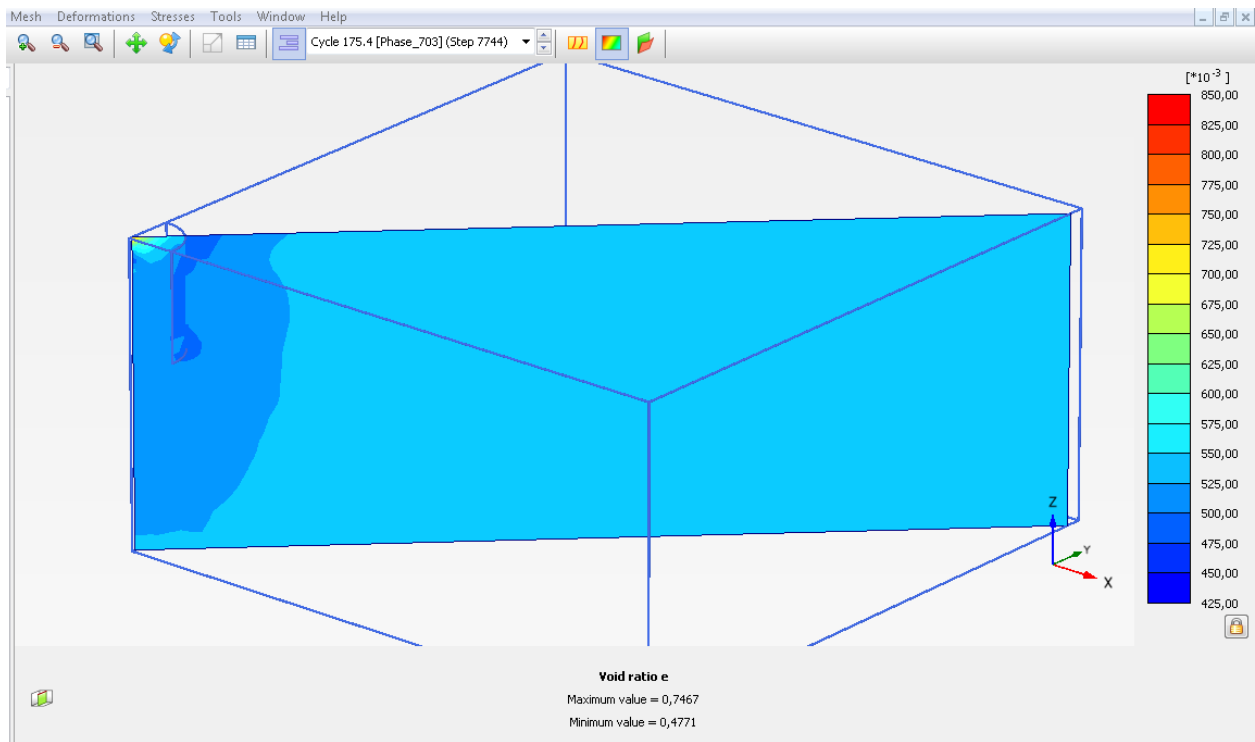 Mesh Deformations Stresses Tools Window Help
Cycle 175.4 [Phase_703] (Step 7744)
[*10-3 ]
850,00
825,00
800,00
775,00
750,00
725,00
700,00
675,00
650,00
625,00
600,00
575,00
550,00
525,00
500,00
475,00
450,00
425,00
Z
Y
X
Void ratio e
Maximum value = 0,7467
Minimum value = 0,4771